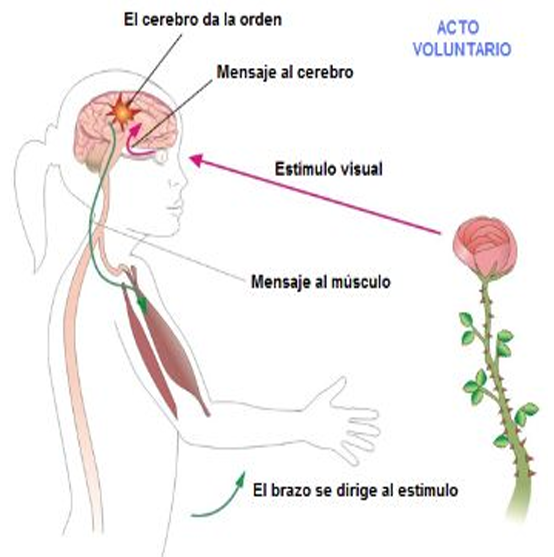 El cerebro da la orden
ACTO
VOLUNTARIO
Mensaje al cerebro
Estimulo visual
Mensaje al músculo
El brazo se dirige al estimulo